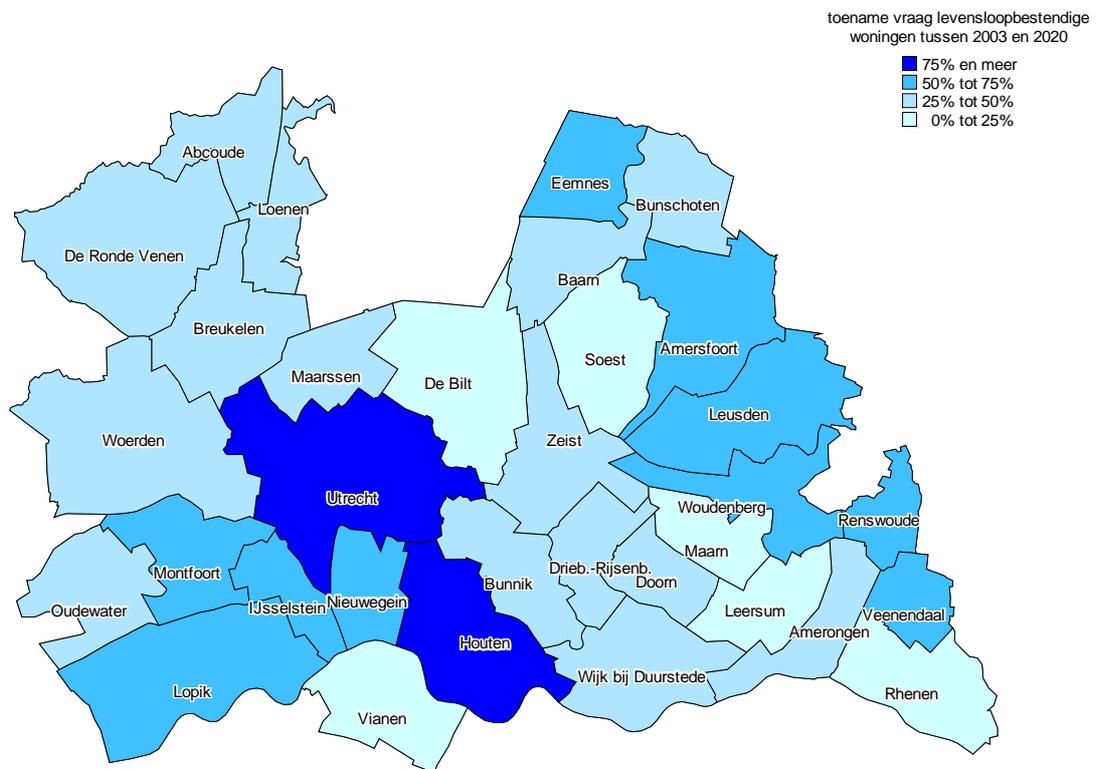 toename vraag levensloopbestendige
woningen tussen 2003 en 2020
75% en meer
50% tot 75%
25% tot 50%
0% tot 25%
Abcoude
Eemnes
Bunschoten
Loenen
De Ronde Venen
Baarn
Breukelen
Amersfoort
Soest
Maarssen
De Bilt
Leusden
Woerden
Zeist
Utrecht
Woudenberg
Renswoude
Maarn
Montfoort
Drieb.-Rijsenb.
Doorn
Bunnik
Nieuwegein
IJsselstein
Oudewater
Leersum
Veenendaal
Amerongen
Houten
Wijk bij Duurstede
Lopik
Rhenen
Vianen